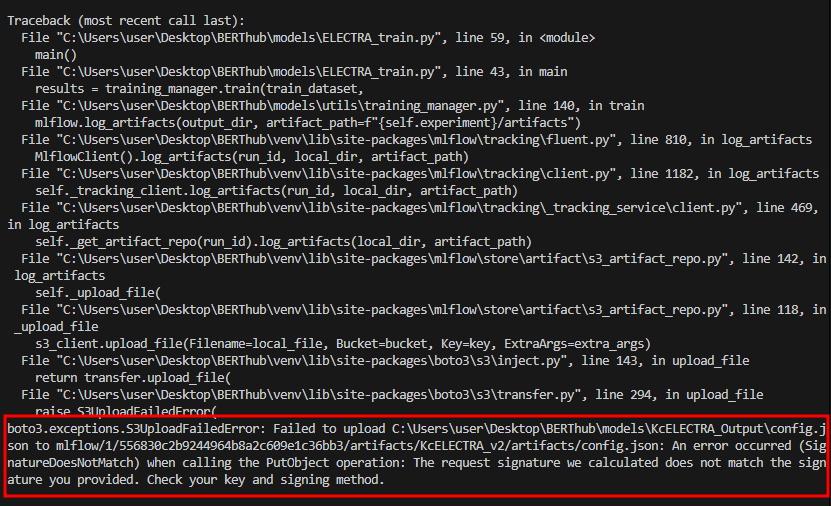 Traceback (most recent call last):
  File "C:\Users\user\Desktop\BERThub\models\ELECTRA_train.py", line 59, in <module>
    main()
  File "C:\Users\user\Desktop\BERThub\models\ELECTRA_train.py", line 43, in main
    results = training_manager.train(train_dataset,
  File "C:\Users\user\Desktop\BERThub\models\utils\training_manager.py", line 140, in train
    mlflow.log_artifacts(output_dir, artifact_path=f"{self.experiment}/artifacts")
  File "C:\Users\user\Desktop\BERThub\venv\lib\site-packages\mlflow\tracking\fluent.py", line 810, in log_artifacts
    MlflowClient().log_artifacts(run_id, local_dir, artifact_path)
  File "C:\Users\user\Desktop\BERThub\venv\lib\site-packages\mlflow\tracking\client.py", line 1182, in log_artifacts
    self._tracking_client.log_artifacts(run_id, local_dir, artifact_path)
  File "C:\Users\user\Desktop\BERThub\venv\lib\site-packages\mlflow\tracking\_tracking_service\client.py", line 469,
in log_artifacts
    self._get_artifact_repo(run_id).log_artifacts(local_dir, artifact_path)
  File "C:\Users\user\Desktop\BERThub\venv\lib\site-packages\mlflow\store\artifact\s3_artifact_repo.py", line 142, in
 log_artifacts
    self._upload_file(
  File "C:\Users\user\Desktop\BERThub\venv\lib\site-packages\mlflow\store\artifact\s3_artifact_repo.py", line 118, in
 _upload_file
    s3_client.upload_file(Filename=local_file, Bucket=bucket, Key=key, ExtraArgs=extra_args)
  File "C:\Users\user\Desktop\BERThub\venv\lib\site-packages\boto3\s3\inject.py", line 143, in upload_file
    return transfer.upload_file(
  File "C:\Users\user\Desktop\BERThub\venv\lib\site-packages\boto3\s3\transfer.py", line 294, in upload_file
    raise S3UploadFailedError(
boto3.exceptions.S3UploadFailedError: Failed to upload C:\Users\user\Desktop\BERThub\models\KcELECTRA_Output\config.j
son to mlflow/1/556830c2b9244964b8a2c609e1c36bb3/artifacts/KcELECTRA_v2/artifacts/config.json: An error occurred (Sig
natureDoesNotMatch) when calling the PutObject operation: The request signature we calculated does not match the sign
ature you provided. Check your key and signing method.